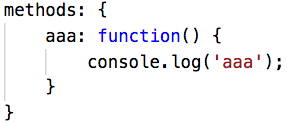 methods: {
    aaa: function() {
        console.log('aaa');
    }
}